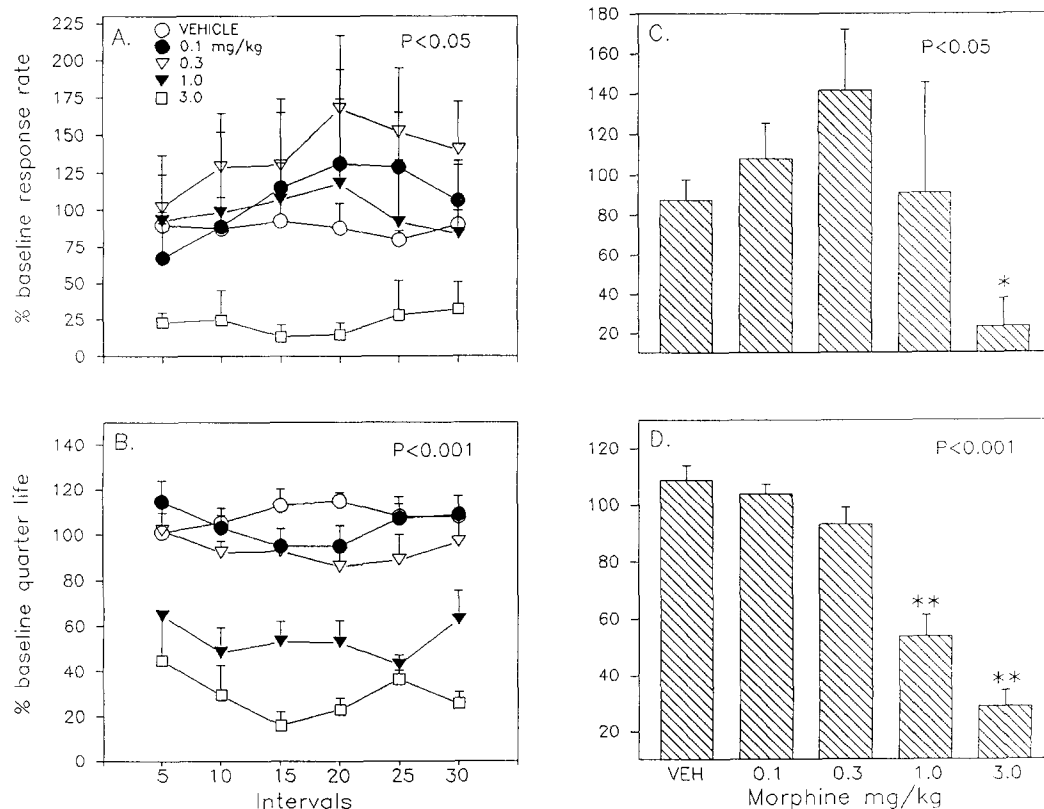 A.
VEHICLE
0.1 mg/kg
0.3
1.0
3.0
P<0.05
% baseline response rate
225
200
175
150
125
100
75
50
25
0
C.
P<0.05
180
160
140
120
100
80
60
40
20
*
B.
P<0.001
% baseline quarter life
140
120
100
80
60
40
20
0
5 10 15 20 25 30
Intervals
D.
P<0.001
120
100
80
60
40
20
**
**
VEH 0.1 0.3 1.0 3.0
Morphine mg/kg